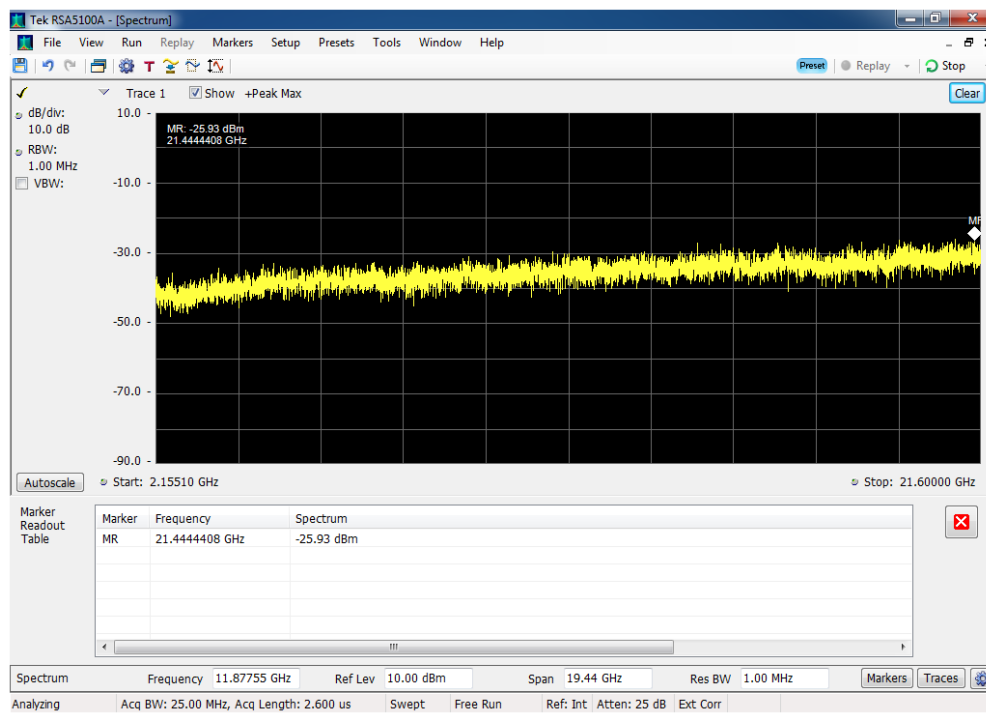 Tek RSA5100A - [Spectrum]
File View Run Replay Markers Setup Presets Tools Window Help
T Preset Replay Stop
Trace 1 Show +Peak Max Clear
dB/div:
10.0 dB
RBW:
1.00 MHz
VBW:
10.0
MR: -25.93 dBm
21.4444408 GHz
-10.0
MR
-30.0
-50.0
-70.0
-90.0
Autoscale Start: 2.15510 GHz Stop: 21.60000 GHz
Marker
Readout
Table
Marker Frequency Spectrum
MR 21.4444408 GHz -25.93 dBm
Spectrum Frequency 11.87755 GHz Ref Lev 10.00 dBm Span 19.44 GHz Res BW 1.00 MHz Markers Traces
Analyzing Acq BW: 25.00 MHz, Acq Length: 2.600 us Swept Free Run Ref: Int Atten: 25 dB Ext Corr